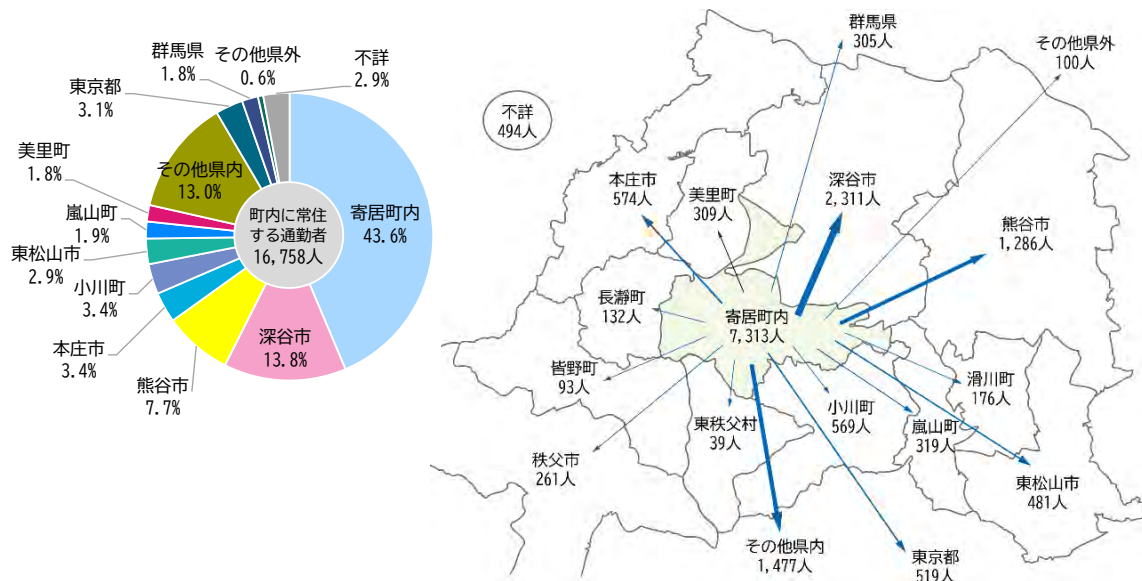 群馬県
1.8%
その他県外
0.6%
不詳
2.9%
東京都
3.1%
美里町
1.8%
その他県内
13.0%
嵐山町
1.9%
東松山市
2.9%
小川町
3.4%
本庄市
3.4%
熊谷市
7.7%
深谷市
13.8%
寄居町内
43.6%
町内に常住
する通勤者
16,758人
群馬県
305人
その他県外
100人
不詳
494人
本庄市
574人
美里町
309人
深谷市
2,311人
熊谷市
1,286人
長瀞町
132人
寄居町内
7,313人
皆野町
93人
滑川町
176人
東秩父村
39人
小川町
569人
嵐山町
319人
秩父市
261人
東松山市
481人
その他県内
1,477人
東京都
519人